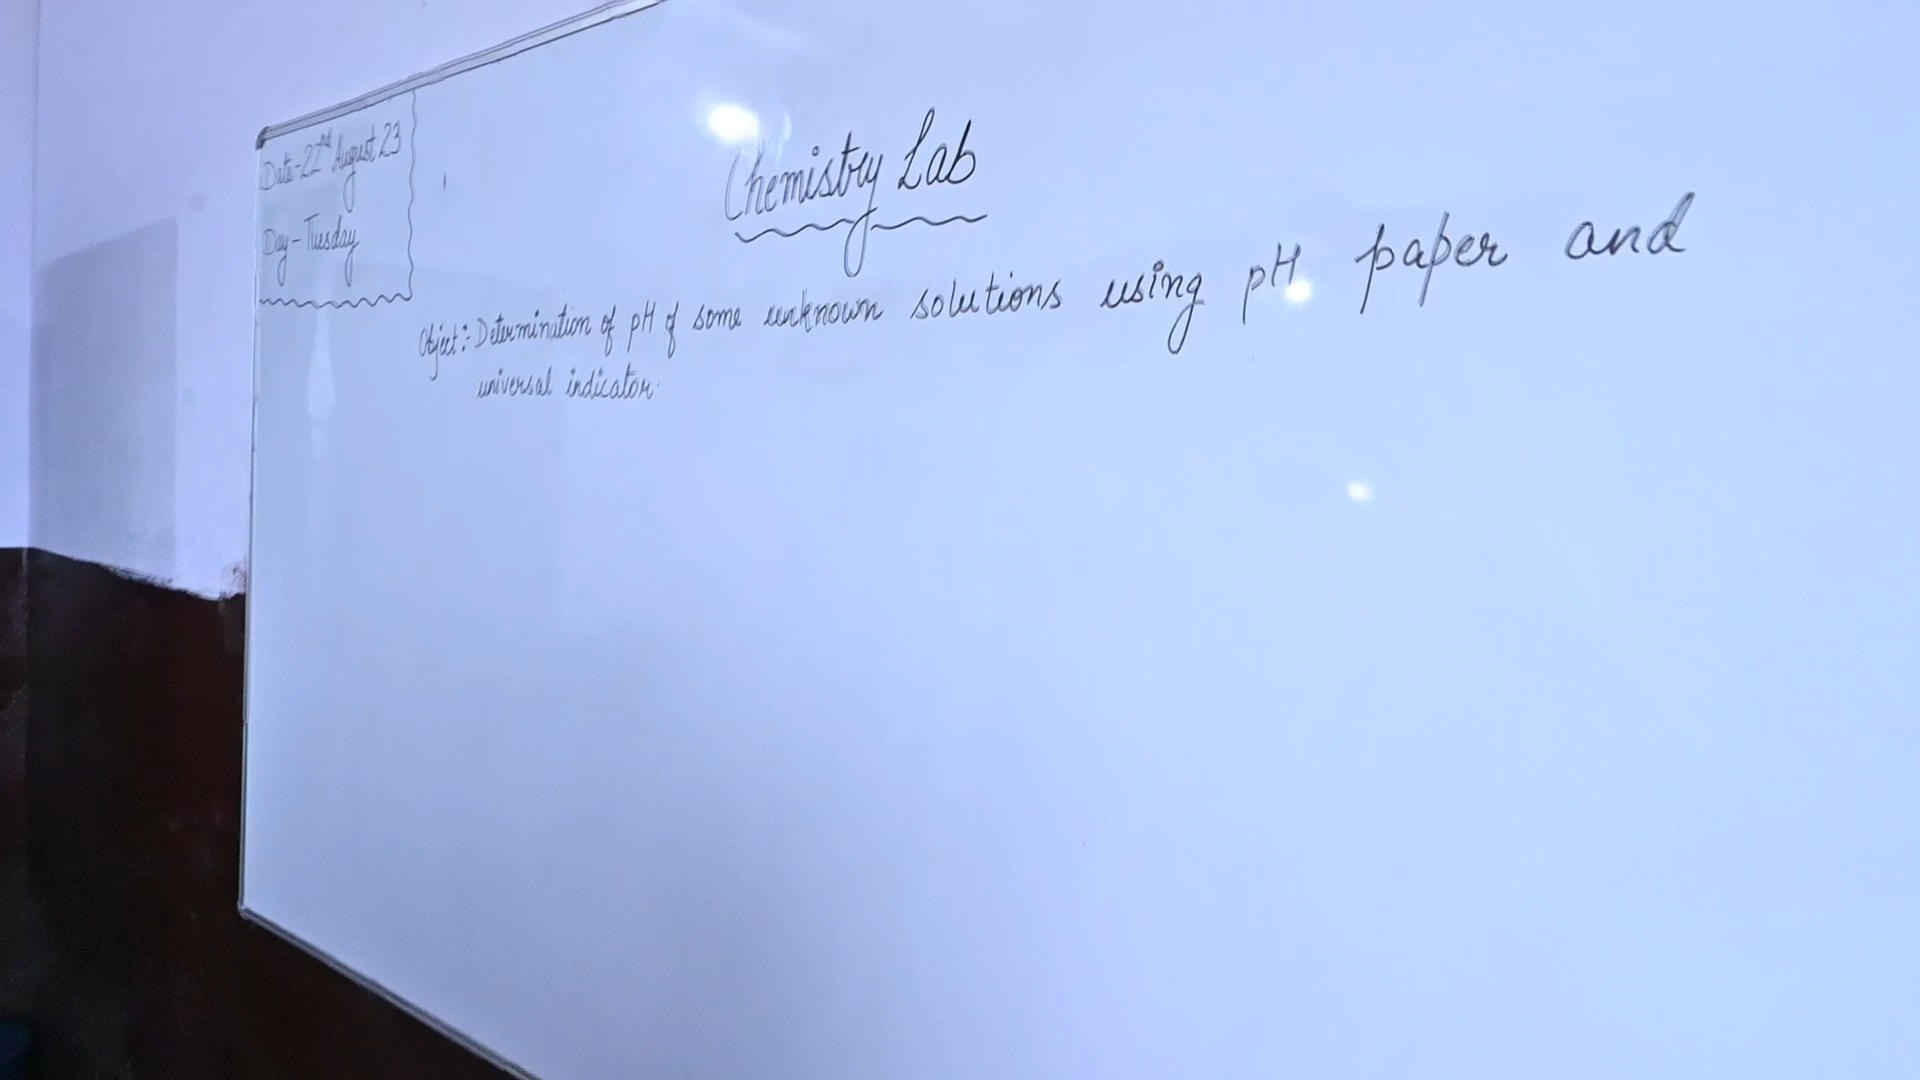 Date-22nd August 23
Day-Tuesday
Chemistry Lab
Object:- Determination of pH of some unknown solutions using pH paper and
universal indicator.